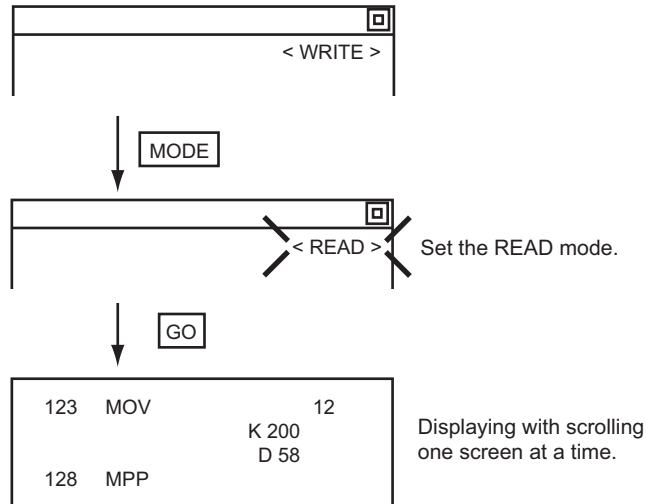 < WRITE >
MODE
< READ >
Set the READ mode.
GO
123 MOV 12
K 200
D 58
128 MPP
Displaying with scrolling
one screen at a time.